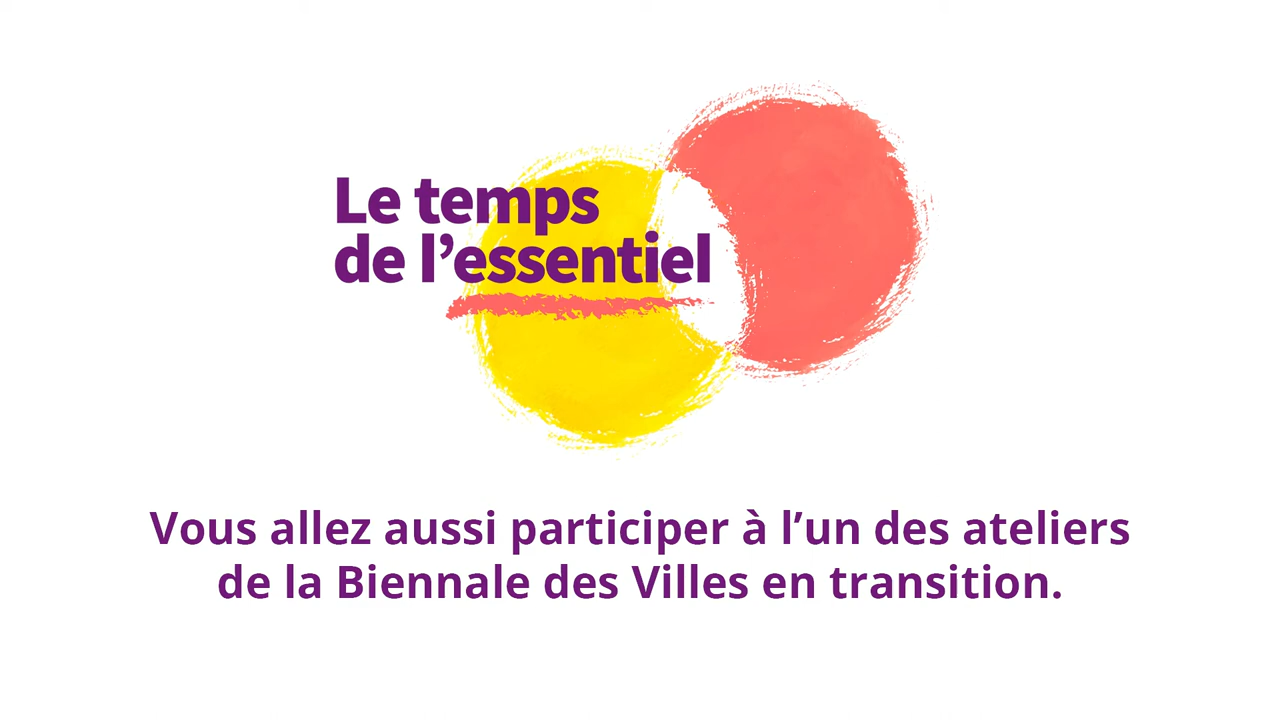 Le temps
de l’essentiel
Vous allez aussi participer à l’un des ateliers
de la Biennale des Villes en transition.